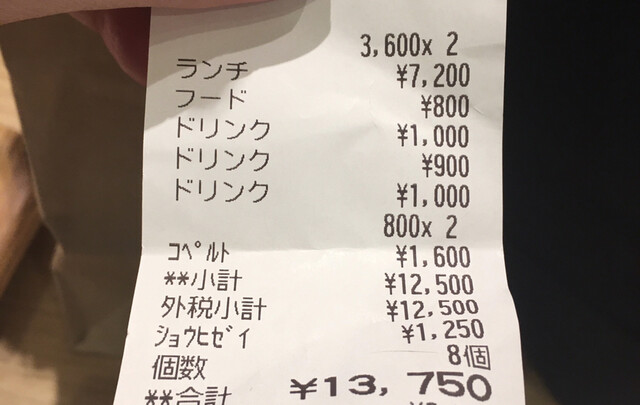 3,600x 2
ランチ ¥7,200
フード ¥800
ドリンク ¥1,000
ドリンク ¥900
ドリンク ¥1,000
800x 2
コペルト ¥1,600
**小計 ¥12,500
外税小計 ¥12,500
ショウヒゼイ ¥1,250
個数 8個
**合計 ¥13,750